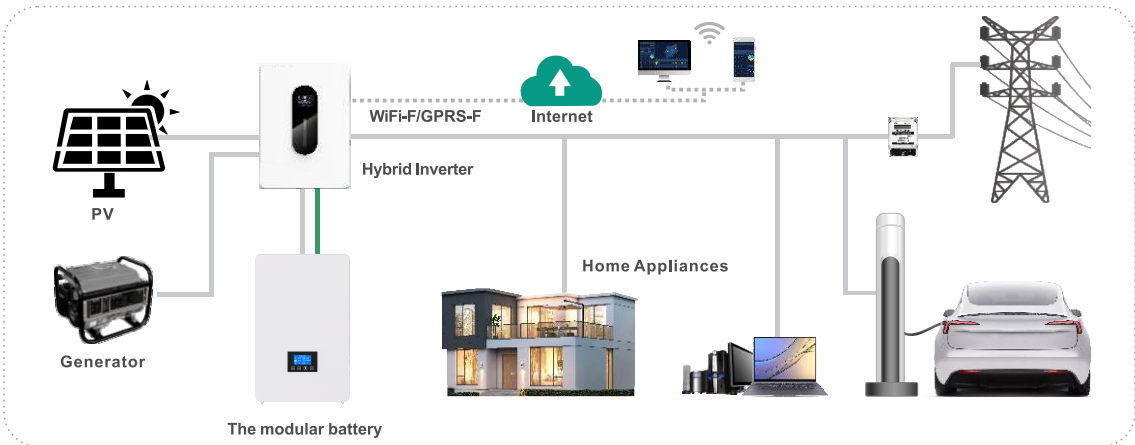 WiFi-F/GPRS-F
Internet
Hybrid Inverter
PV
Home Appliances
Generator
The modular battery